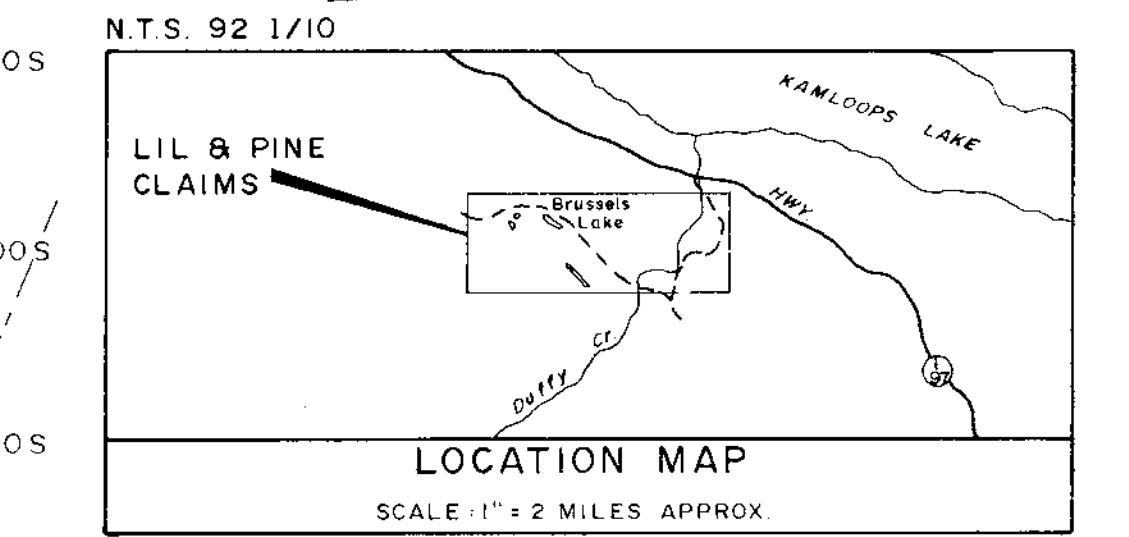 N.T.S. 92 I/10
LIL & PINE
CLAIMS
KAMLOOPS LAKE
HWY.
Brussels
Lake
Duffy Cr.
97
LOCATION MAP
SCALE : 1" = 2 MILES APPROX.